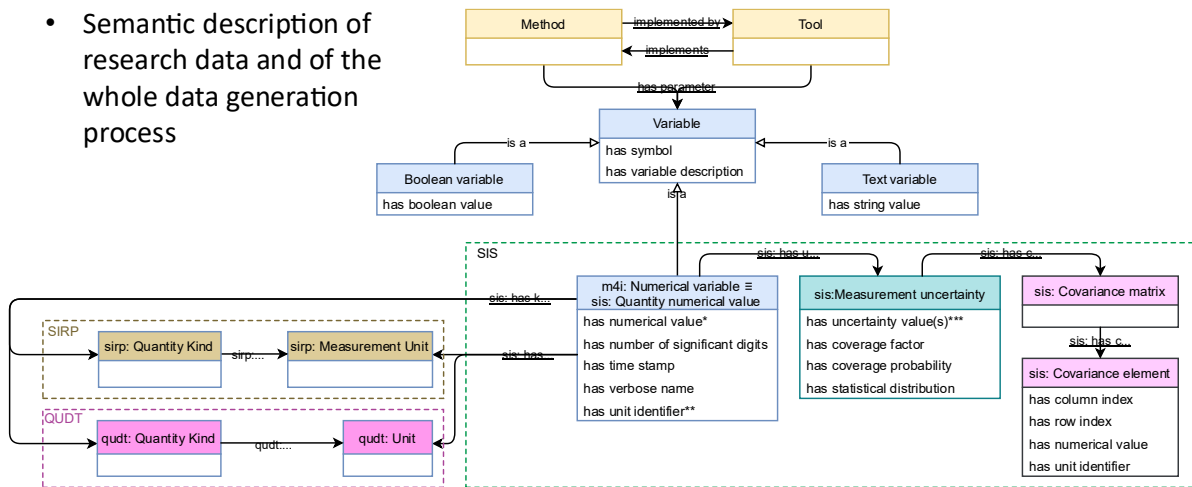 • Semantic description of
research data and of the
whole data generation
process
Method
implemented by
Tool
implements
has parameter
Variable
has symbol
has variable description
is a
is a
Boolean variable
has boolean value
Text variable
has string value
is a
SIS
sis: has u...
sis: has c...
m4i: Numerical variable ≡
sis: Quantity numerical value
has numerical value*
has number of significant digits
has time stamp
has verbose name
has unit identifier**
sis:Measurement uncertainty
has uncertainty value(s)***
has coverage factor
has coverage probability
has statistical distribution
sis: Covariance matrix
sis: has c...
sis: Covariance element
has column index
has row index
has numerical value
has unit identifier
sis: has k...
SIRP
sirp: Quantity Kind
sirp:...
sirp: Measurement Unit
sis: has...
QUDT
qudt: Quantity Kind
qudt:...
qudt: Unit